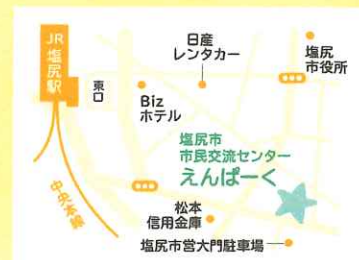 JR
塩尻駅
東口
日産
レンタカー
塩尻
市役所
Biz
ホテル
塩尻市
市民交流センター
えんぱーく
中央本線
松本
信用金庫
塩尻市営大門駐車場